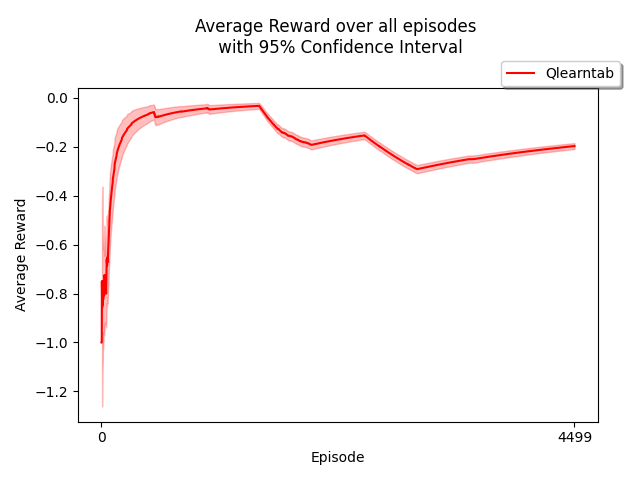 Average Reward over all episodes
with 95% Confidence Interval
Qlearntab
0.0
−0.2
−0.4
−0.6
−0.8
−1.0
−1.2
Average Reward
0
4499
Episode